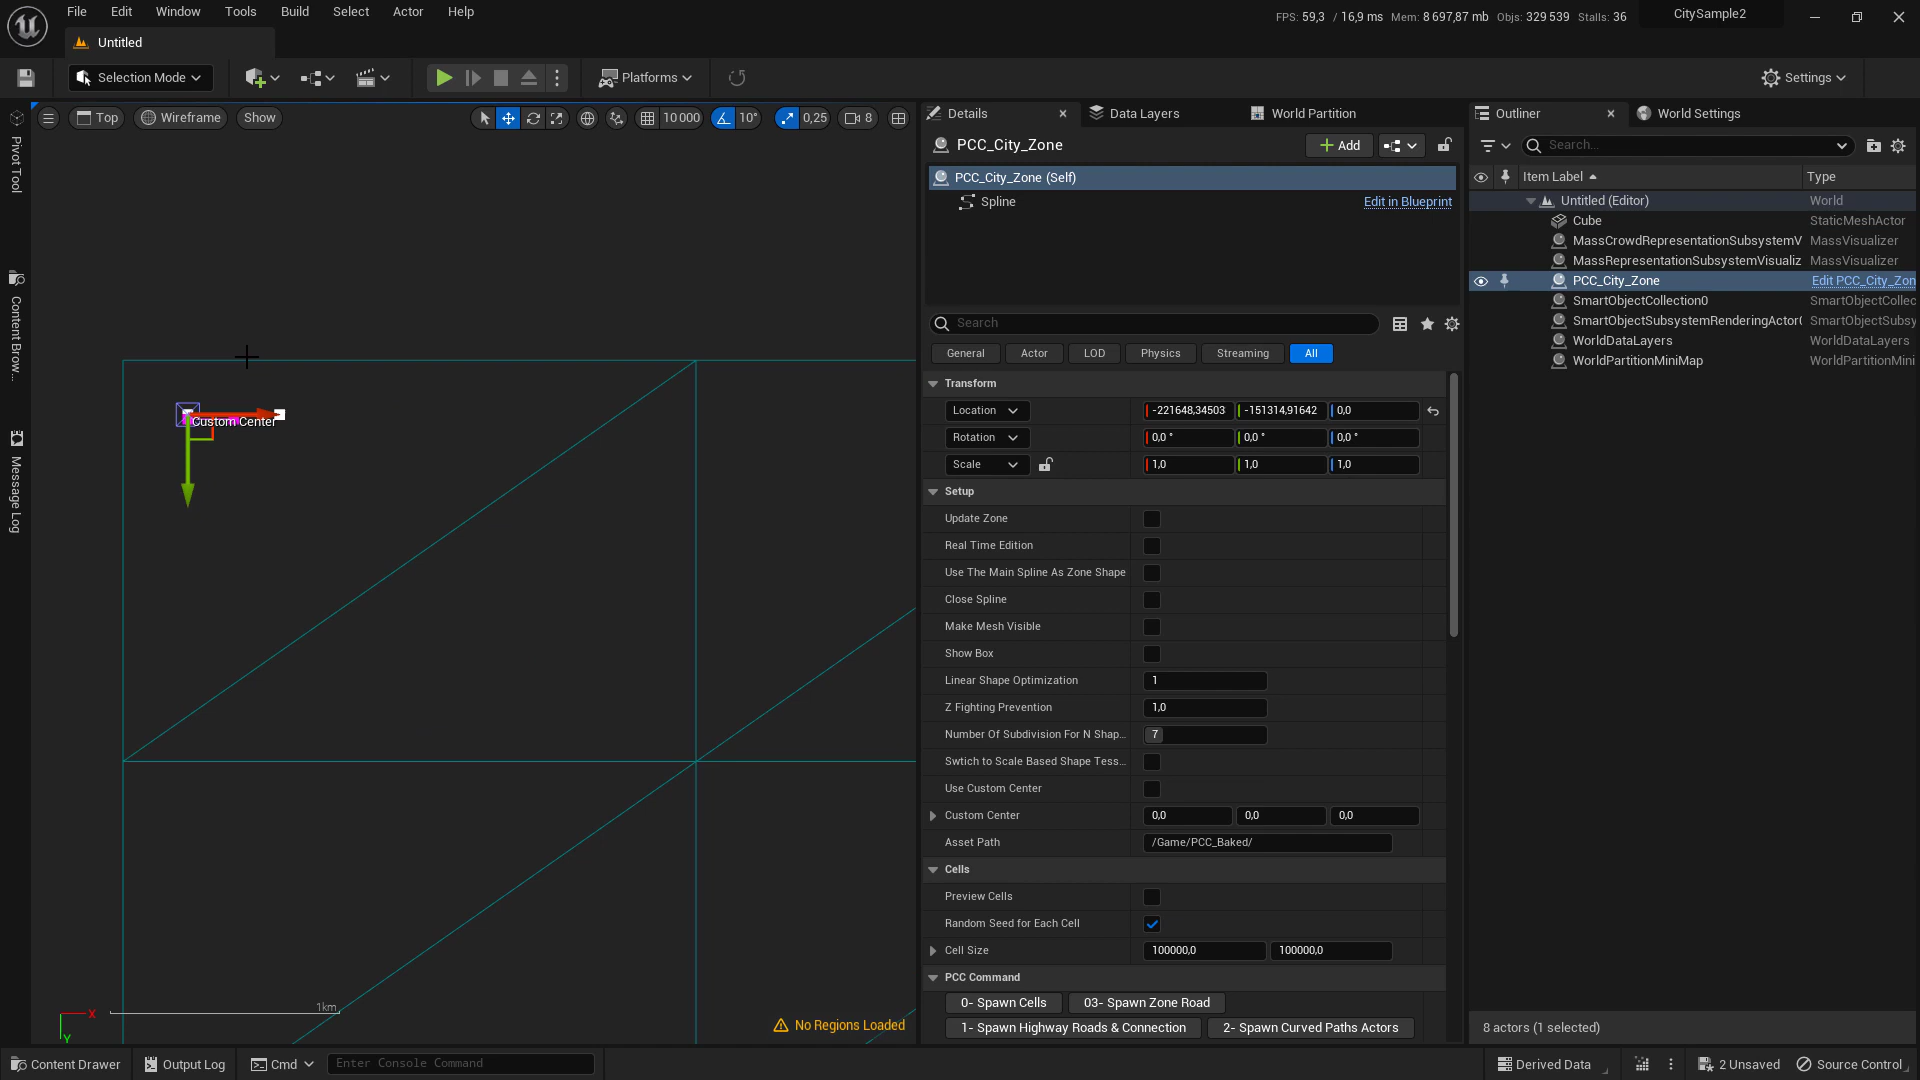 File Edit Window Tools Build Select Actor Help
FPS: 59,3 / 16,9 ms Mem: 8 697,87 mb Objs: 329 539 Stalls: 36
CitySample2
Untitled
Selection Mode
Platforms
Settings
Pivot Tool
Content Brow...
Message Log
Top
Wireframe
Show
10 000
10°
0,25
8
Custom Center
1km
X
Y
No Regions Loaded
Details
Data Layers
World Partition
PCC_City_Zone
Add
PCC_City_Zone (Self)
Spline
Edit in Blueprint
Search
General Actor LOD Physics Streaming All
Transform
Location -221648,34503 -151314,91642 0,0
Rotation 0,0 ° 0,0 ° 0,0 °
Scale 1,0 1,0 1,0
Setup
Update Zone
Real Time Edition
Use The Main Spline As Zone Shape
Close Spline
Make Mesh Visible
Show Box
Linear Shape Optimization 1
Z Fighting Prevention 1,0
Number Of Subdivision For N Shap... 7
Swtich to Scale Based Shape Tess...
Use Custom Center
Custom Center 0,0 0,0 0,0
Asset Path /Game/PCC_Baked/
Cells
Preview Cells
Random Seed for Each Cell
Cell Size 100000,0 100000,0
PCC Command
0- Spawn Cells 03- Spawn Zone Road
1- Spawn Highway Roads & Connection 2- Spawn Curved Paths Actors
Outliner
World Settings
Search...
Item Label Type
Untitled (Editor) World
Cube StaticMeshActor
MassCrowdRepresentationSubsystemV MassVisualizer
MassRepresentationSubsystemVisualiz MassVisualizer
PCC_City_Zone Edit PCC_City_Zon
SmartObjectCollection0 SmartObjectCollec
SmartObjectSubsystemRenderingActor( SmartObjectSubsy
WorldDataLayers WorldDataLayers
WorldPartitionMiniMap WorldPartitionMini
8 actors (1 selected)
Content Drawer
Output Log
Cmd
Enter Console Command
Derived Data
2 Unsaved
Source Control